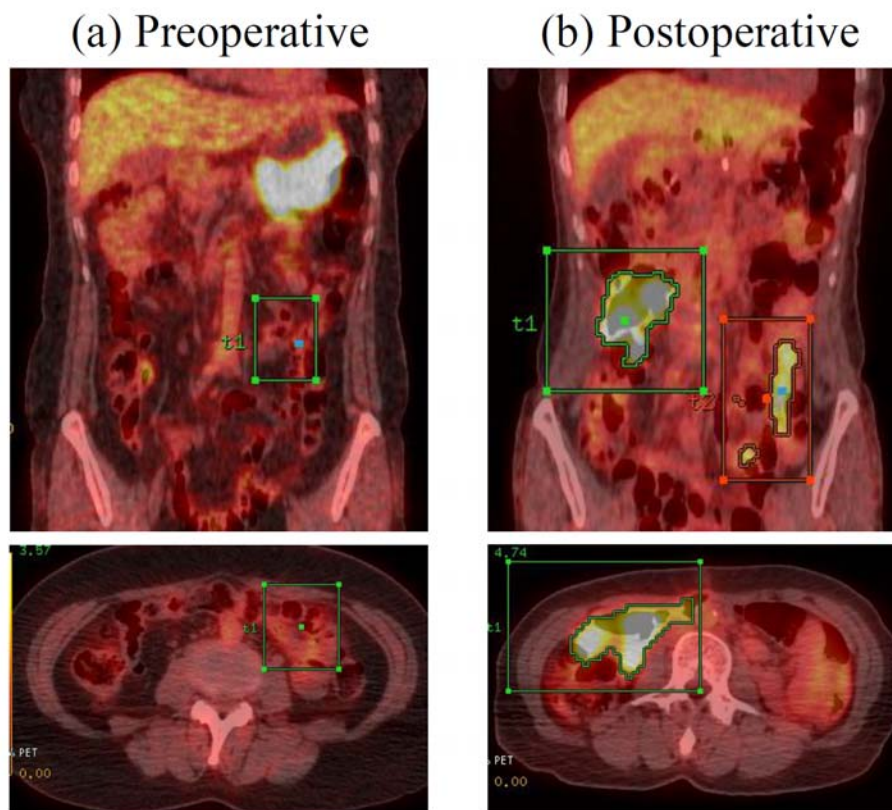 (a) Preoperative
(b) Postoperative
t1
t1
t2
3.57
t1
% PET
0.00
4.74
t1
% PET
0.00